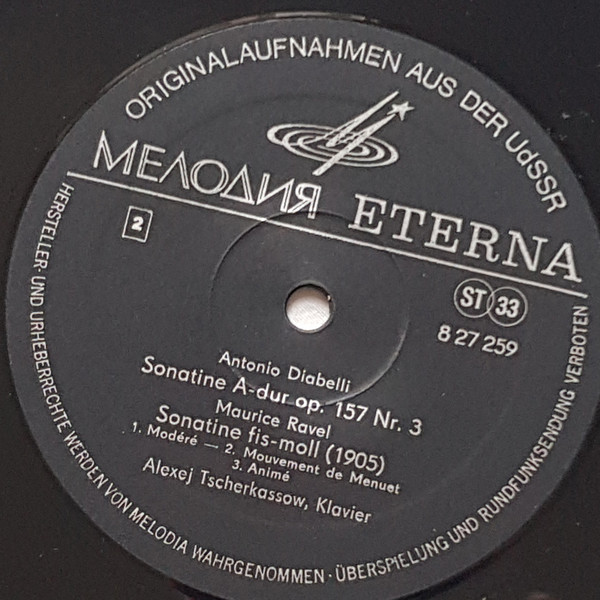 ORIGINALAUFNAHMEN AUS DER UdSSR
МЕЛОДИЯ ETERNA
2
ST 33
8 27 259
Antonio Diabelli
Sonatine A-dur op. 157 Nr. 3
Maurice Ravel
Sonatine fis-moll (1905)
1. Modéré — 2. Mouvement de Menuet
3. Animé
Alexej Tscherkassow, Klavier
HERSTELLER- UND URHEBERRECHTE WERDEN VON MELODIA WAHRGENOMMEN · ÜBERSPIELUNG UND RUNDFUNKSENDUNG VERBOTEN